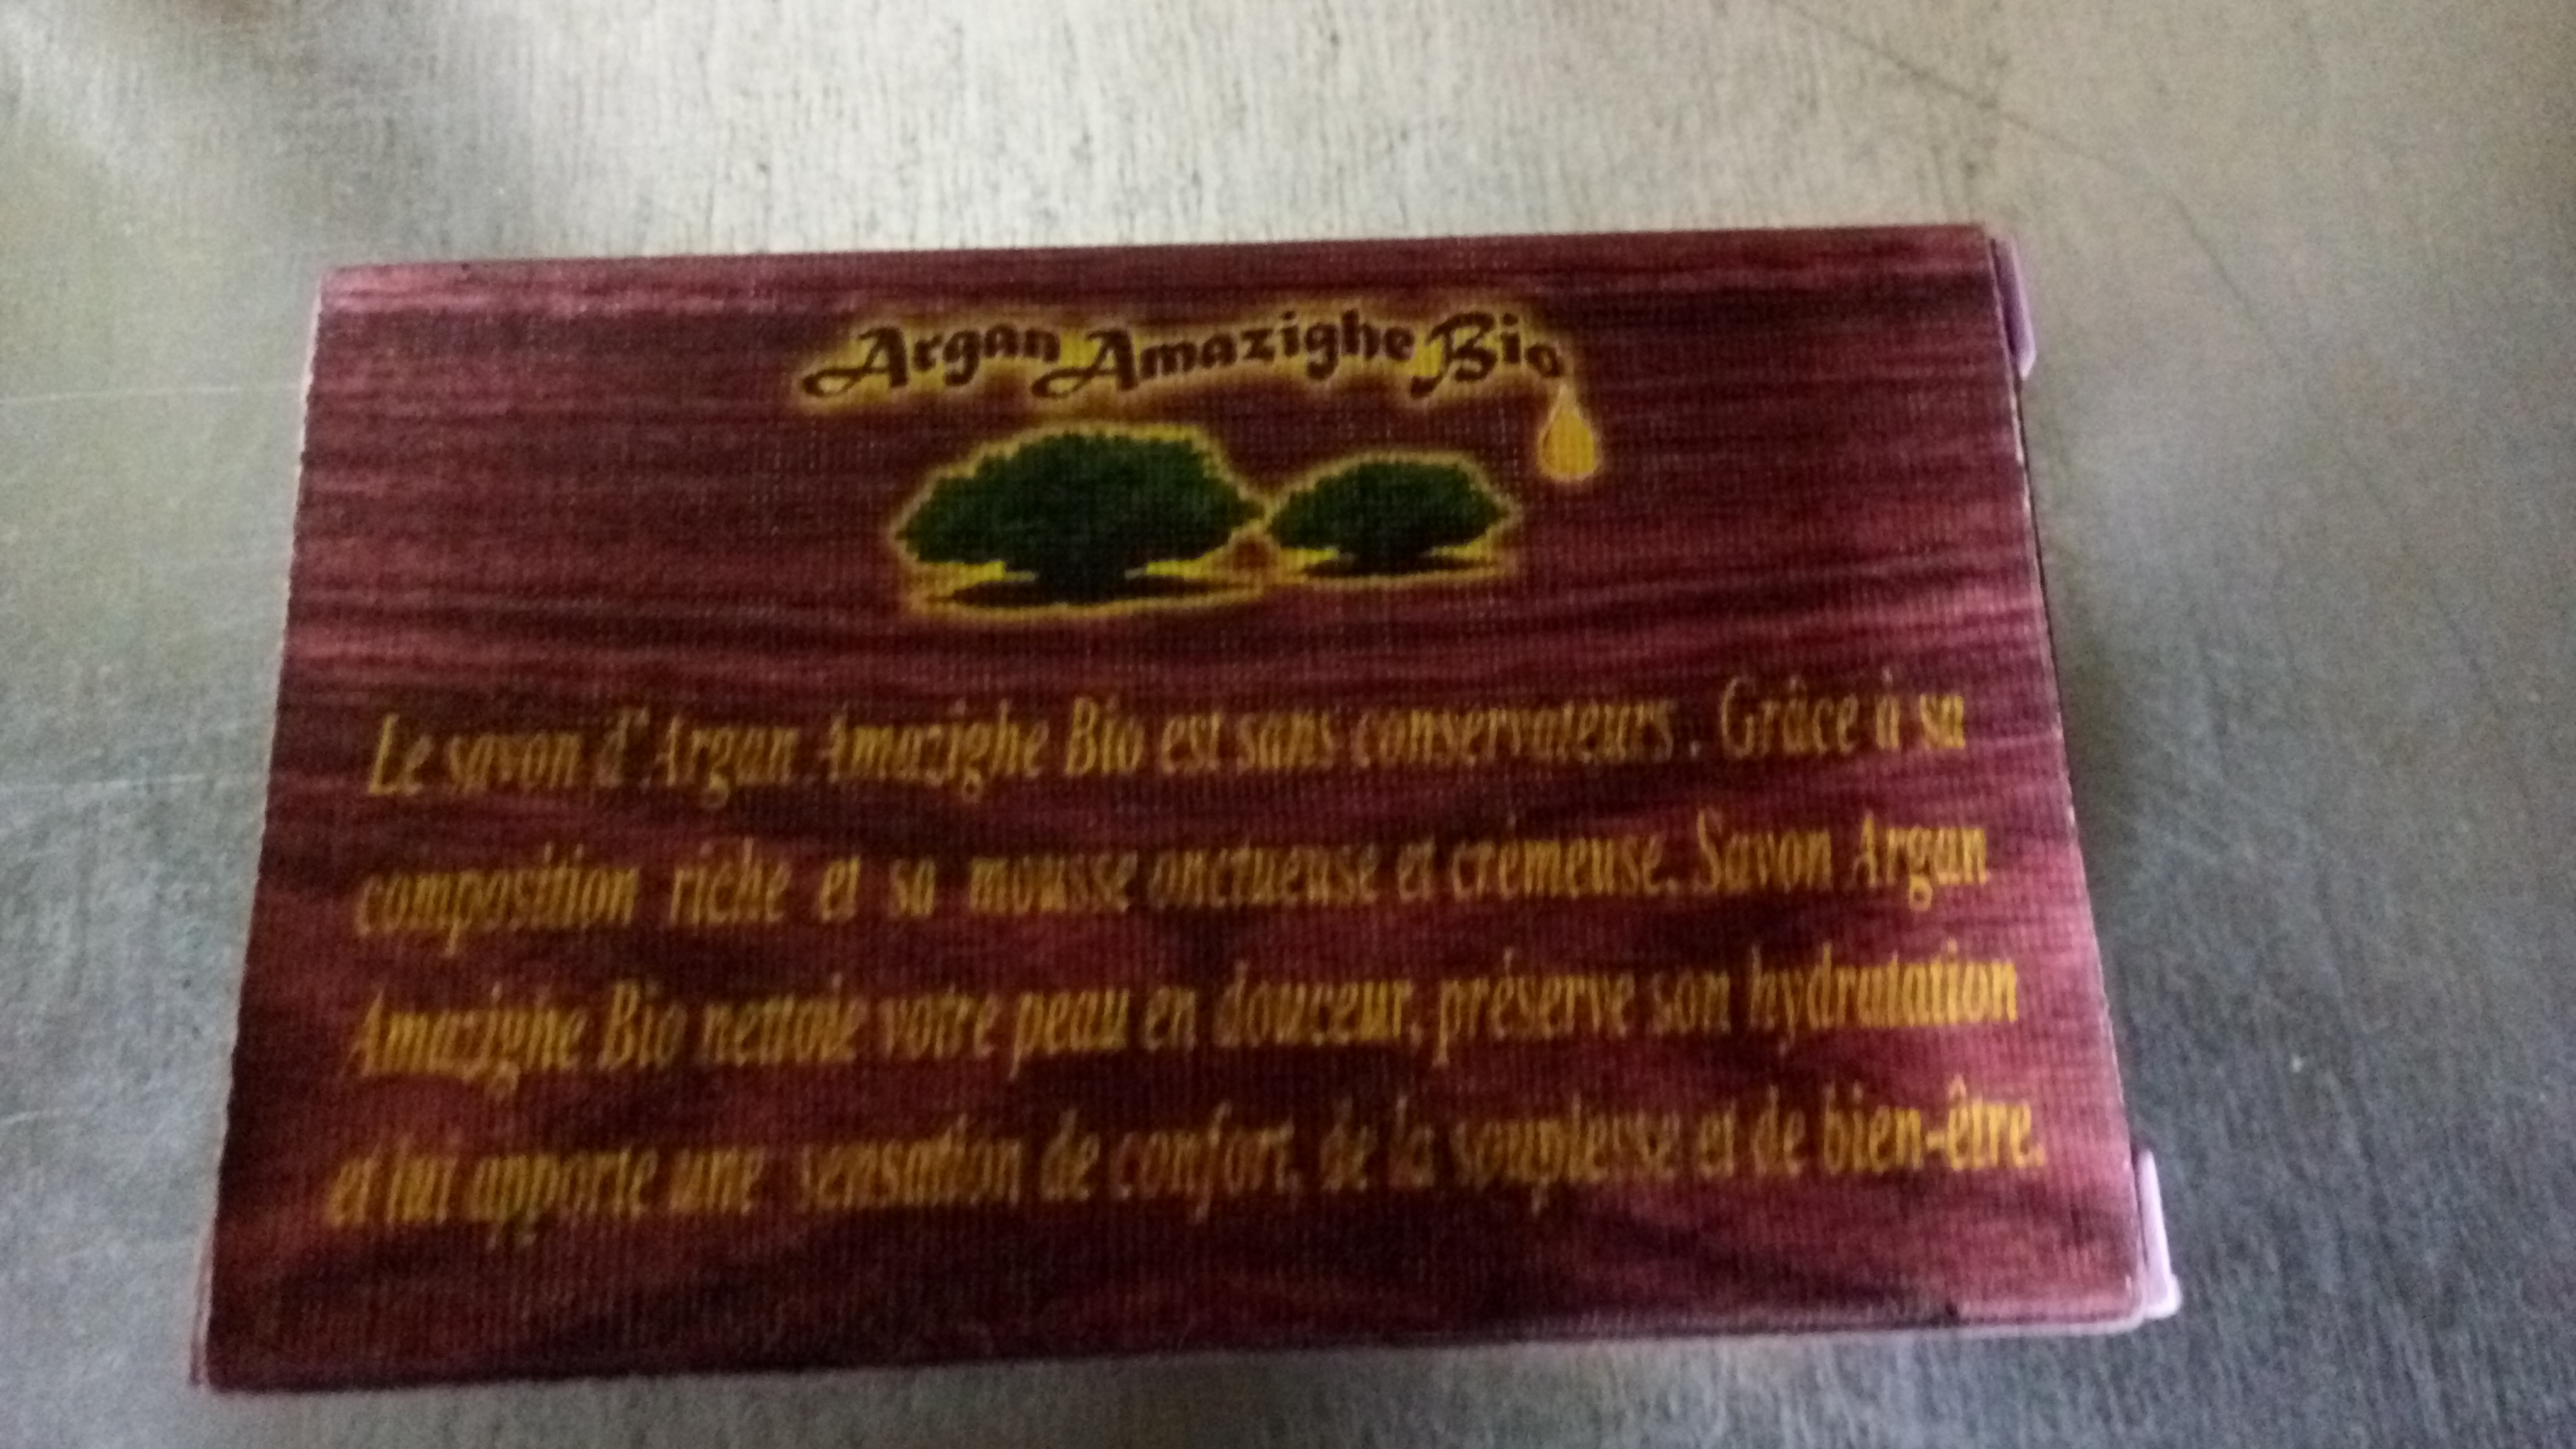 Argan Amazighe Bio
Le savon d'Argan Amazighe Bio est sans conservateurs . Grâce à sa
composition riche et sa mousse onctueuse et crémeuse. Savon Argan
Amazighe Bio nettoie votre peau en douceur, préserve son hydratation
et lui apporte une sensation de confort, de la souplesse et de bien-être.